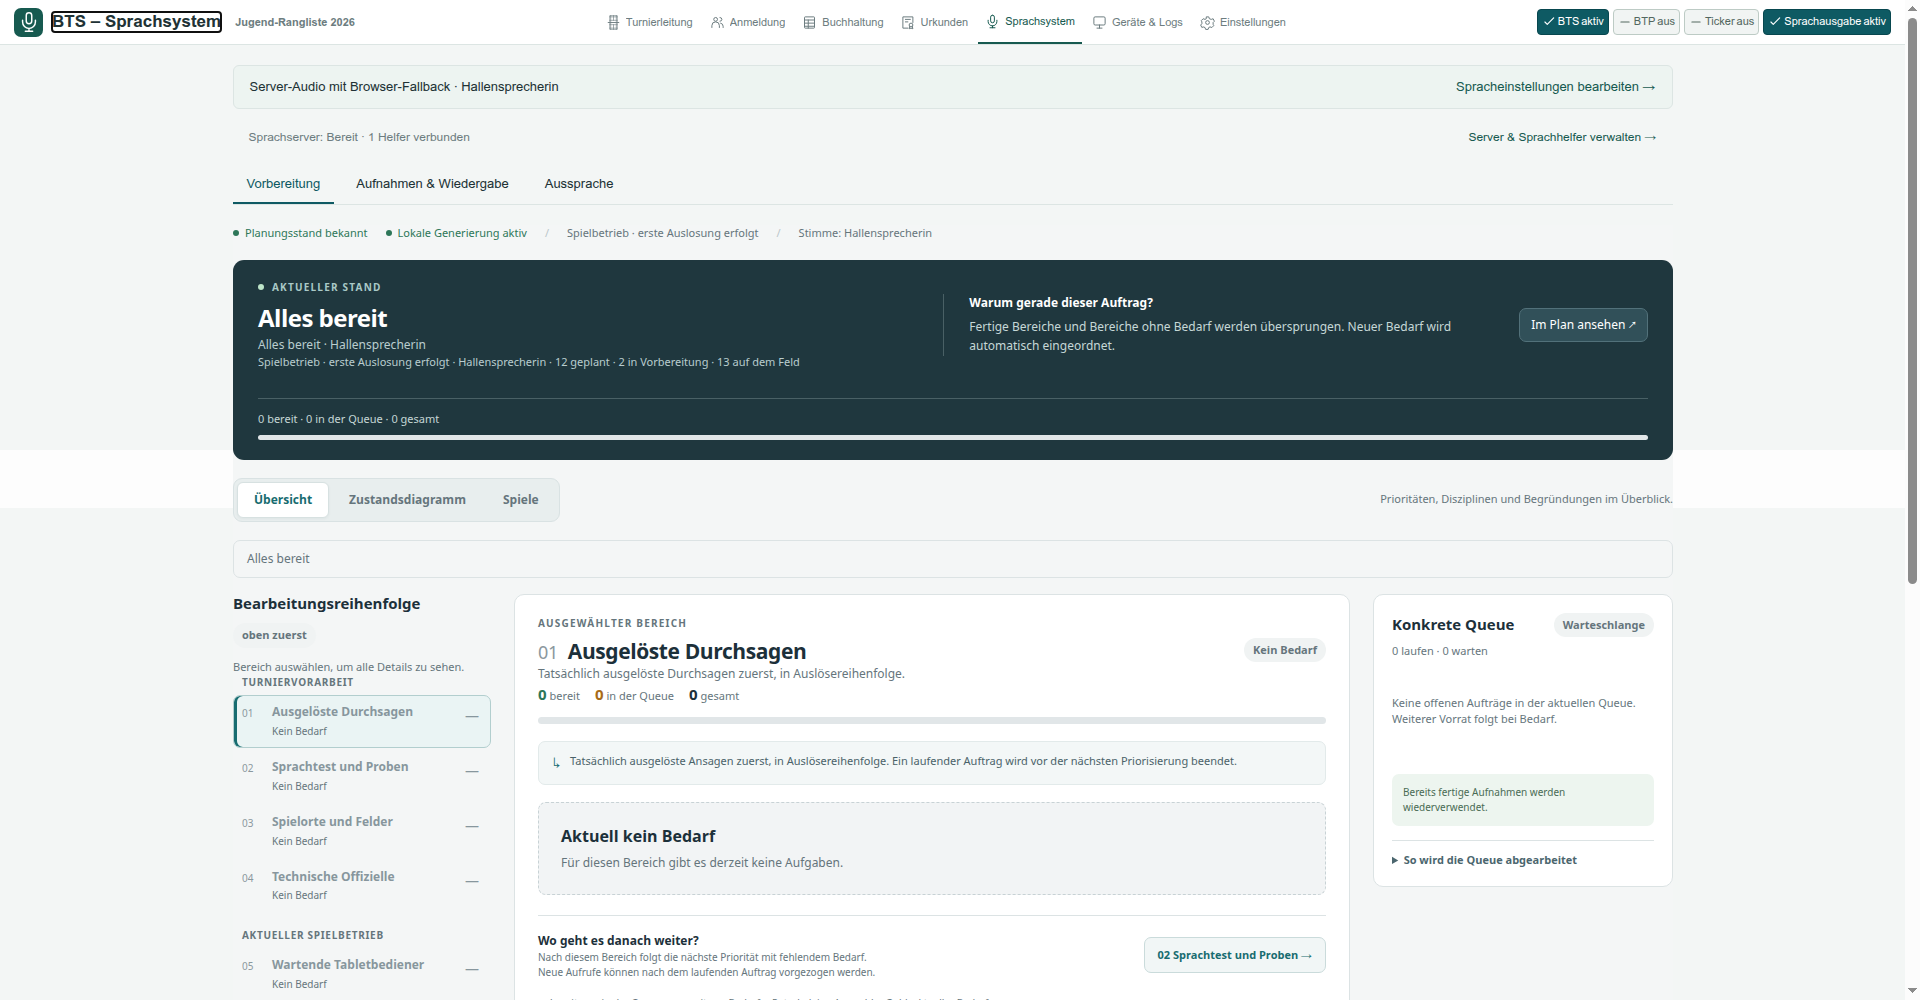 BTS – Sprachsystem
Jugend-Rangliste 2026
Turnierleitung
Anmeldung
Buchhaltung
Urkunden
Sprachsystem
Geräte & Logs
Einstellungen
✓ BTS aktiv
— BTP aus
— Ticker aus
✓ Sprachausgabe aktiv
Server-Audio mit Browser-Fallback · Hallensprecherin
Spracheinstellungen bearbeiten →
Sprachserver: Bereit · 1 Helfer verbunden
Server & Sprachhelfer verwalten →
Vorbereitung
Aufnahmen & Wiedergabe
Aussprache
Planungsstand bekannt
Lokale Generierung aktiv
/
Spielbetrieb · erste Auslosung erfolgt
/
Stimme: Hallensprecherin
AKTUELLER STAND
Alles bereit
Alles bereit · Hallensprecherin
Spielbetrieb · erste Auslosung erfolgt · Hallensprecherin · 12 geplant · 2 in Vorbereitung · 13 auf dem Feld
Warum gerade dieser Auftrag?
Fertige Bereiche und Bereiche ohne Bedarf werden übersprungen. Neuer Bedarf wird
automatisch eingeordnet.
Im Plan ansehen ↗
0 bereit · 0 in der Queue · 0 gesamt
Übersicht
Zustandsdiagramm
Spiele
Prioritäten, Disziplinen und Begründungen im Überblick.
Alles bereit
Bearbeitungsreihenfolge
oben zuerst
Bereich auswählen, um alle Details zu sehen.
TURNIERVORARBEIT
01 Ausgelöste Durchsagen —
Kein Bedarf
02 Sprachtest und Proben —
Kein Bedarf
03 Spielorte und Felder —
Kein Bedarf
04 Technische Offizielle —
Kein Bedarf
AKTUELLER SPIELBETRIEB
05 Wartende Tabletbediener —
Kein Bedarf
AUSGEWÄHLTER BEREICH
01 Ausgelöste Durchsagen
Kein Bedarf
Tatsächlich ausgelöste Durchsagen zuerst, in Auslösereihenfolge.
0 bereit 0 in der Queue 0 gesamt
↳ Tatsächlich ausgelöste Ansagen zuerst, in Auslösereihenfolge. Ein laufender Auftrag wird vor der nächsten Priorisierung beendet.
Aktuell kein Bedarf
Für diesen Bereich gibt es derzeit keine Aufgaben.
Wo geht es danach weiter?
Nach diesem Bereich folgt die nächste Priorität mit fehlendem Bedarf.
Neue Aufrufe können nach dem laufenden Auftrag vorgezogen werden.
02 Sprachtest und Proben →
Konkrete Queue
Warteschlange
0 laufen · 0 warten
Keine offenen Aufträge in der aktuellen Queue.
Weiterer Vorrat folgt bei Bedarf.
Bereits fertige Aufnahmen werden
wiederverwendet.
▶ So wird die Queue abgearbeitet